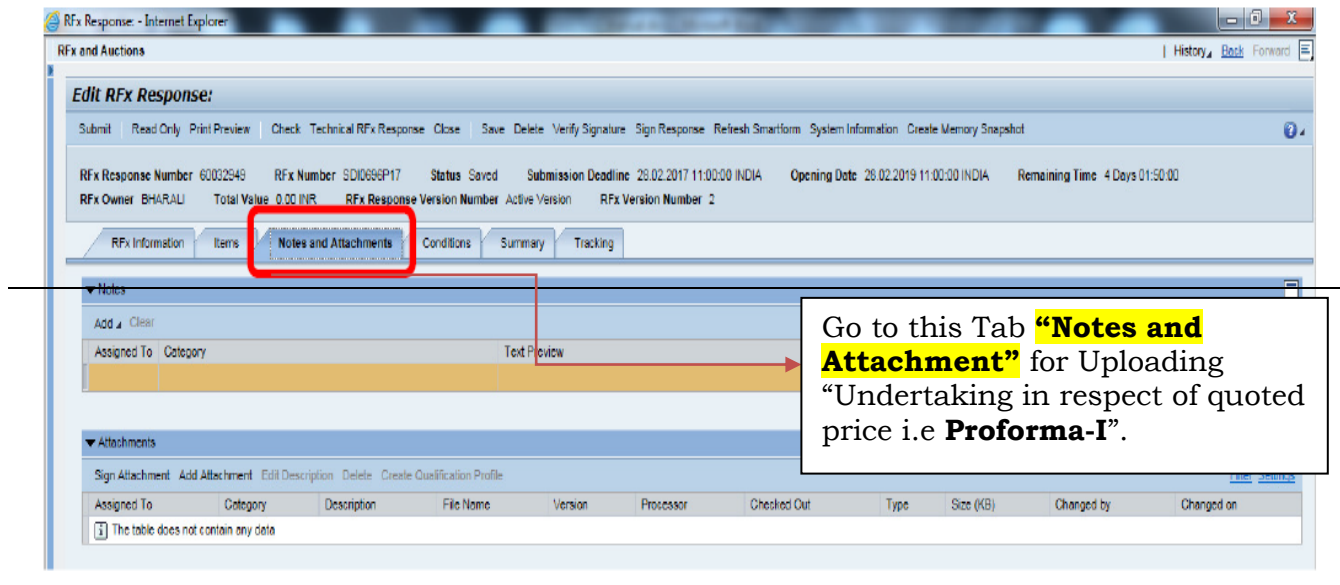 RFx Response: - Internet Explorer
RFx and Auctions
History Back Forward
Edit RFx Response:
Submit Read Only Print Preview Check Technical RFx Response Close Save Delete Verify Signature Sign Response Refresh Smartform System Information Create Memory Snapshot
RFx Response Number 60032949 RFx Number SDI0696P17 Status Saved Submission Deadline 28.02.2017 11:00:00 INDIA Opening Date 28.02.2019 11:00:00 INDIA Remaining Time 4 Days 01:50:00
RFx Owner BHARALI Total Value 0.00 INR RFx Response Version Number Active Version RFx Version Number 2
RFx Information Items Notes and Attachments Conditions Summary Tracking
Notes
Add Clear
Assigned To Category Text Preview
Go to this Tab “Notes and
Attachment” for Uploading
“Undertaking in respect of quoted
price i.e Proforma-I”.
Attachments
Sign Attachment Add Attachment Edit Description Delete Create Qualification Profile
Filter Settings
Assigned To Category Description File Name Version Processor Checked Out Type Size (KB) Changed by Changed on
The table does not contain any data